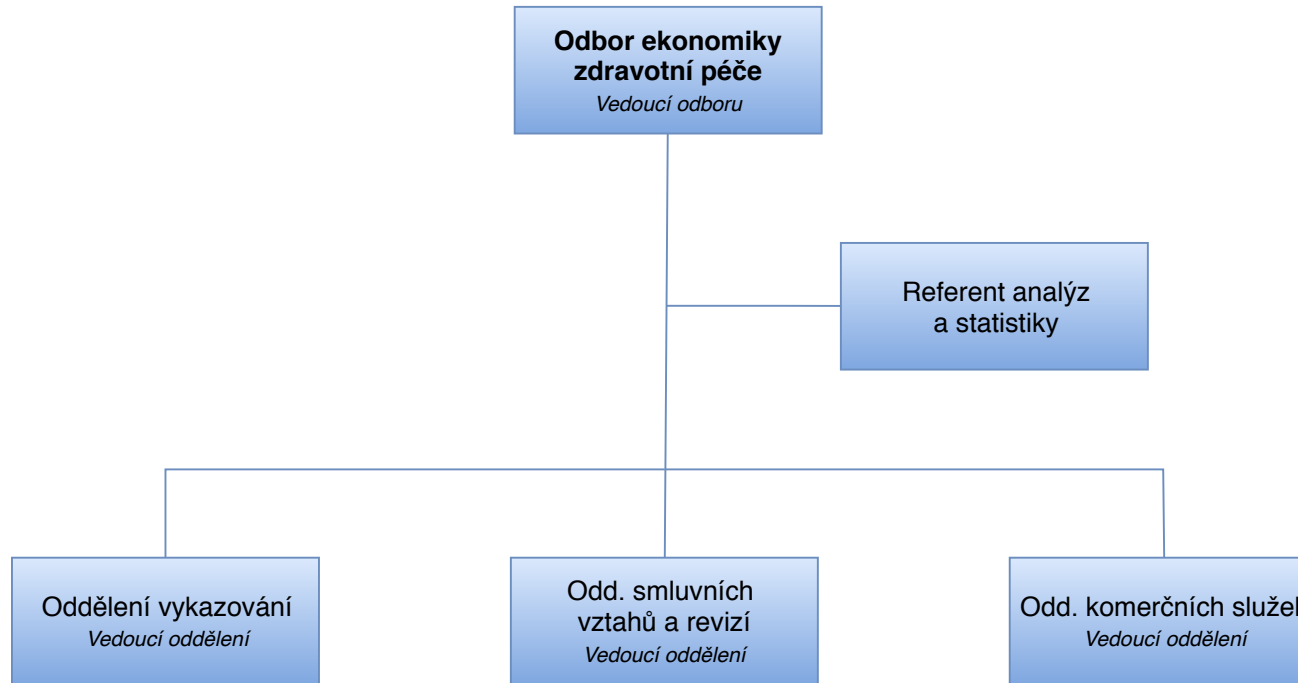 Odbor ekonomiky
zdravotní péče
Vedoucí odboru
Referent analýz
a statistiky
Oddělení vykazování
Vedoucí oddělení
Odd. smluvních
vztahů a revizí
Vedoucí oddělení
Odd. komerčních služeb
Vedoucí oddělení